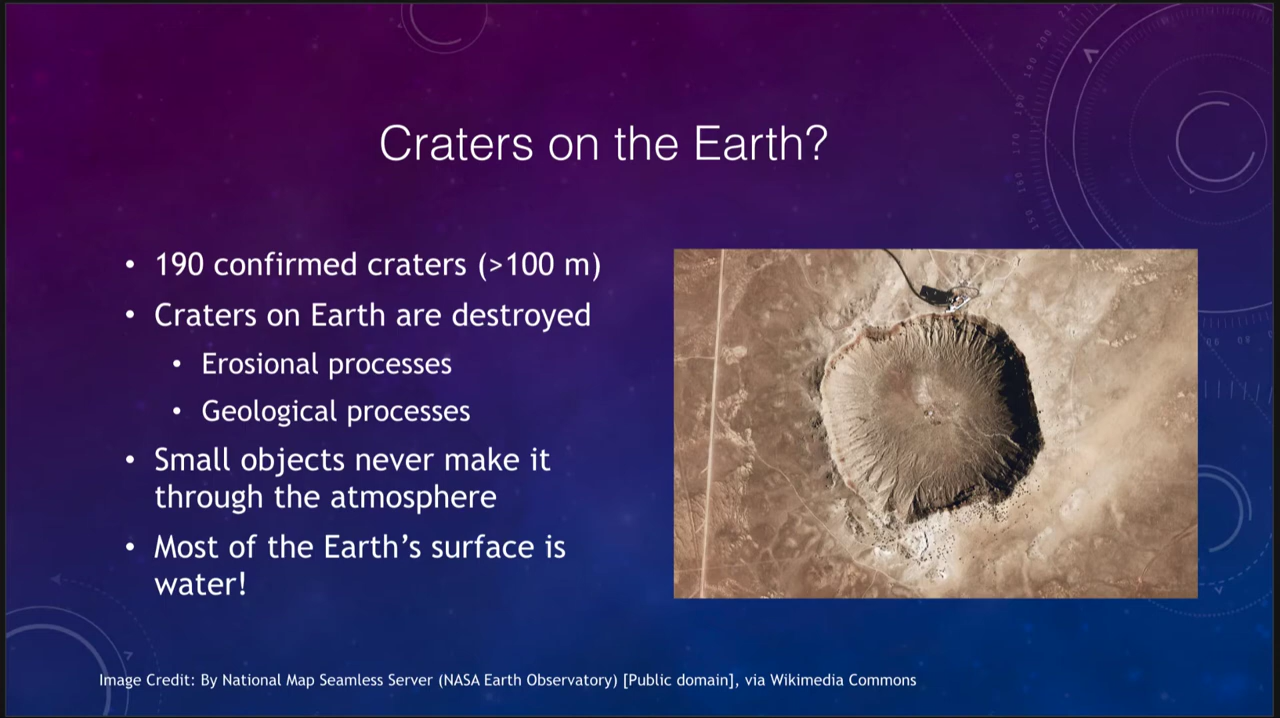 Craters on the Earth?
• 190 confirmed craters (>100 m)
• Craters on Earth are destroyed
• Erosional processes
• Geological processes
• Small objects never make it
through the atmosphere
• Most of the Earth’s surface is
water!
Image Credit: By National Map Seamless Server (NASA Earth Observatory) [Public domain], via Wikimedia Commons